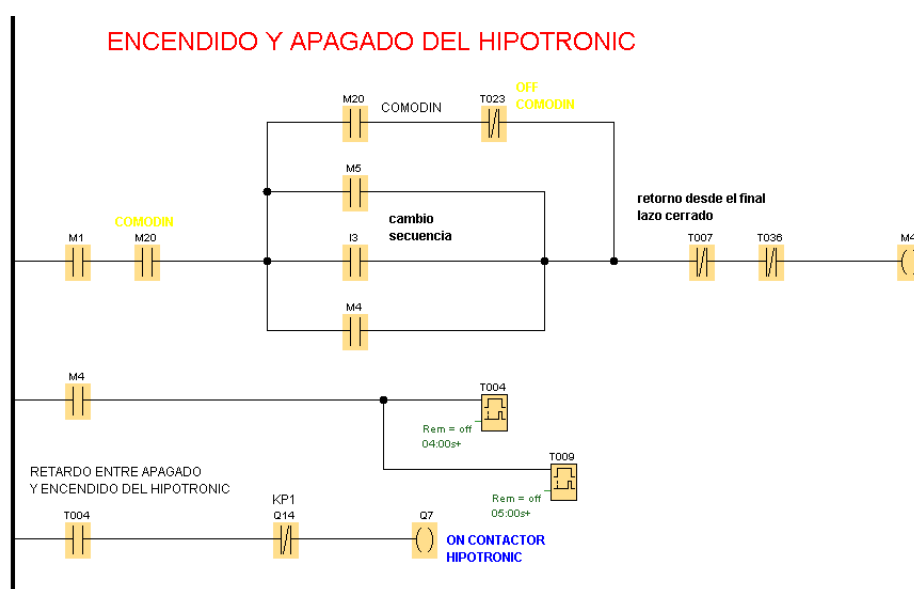 ENCENDIDO Y APAGADO DEL HIPOTRONIC
OFF
COMODIN
M20
COMODIN
T023
M5
retorno desde el final
lazo cerrado
COMODIN
cambio
secuencia
M1
M20
I3
T007
T036
M4
M4
M4
T004
Rem = off
04:00s+
RETARDO ENTRE APAGADO
Y ENCENDIDO DEL HIPOTRONIC
T009
Rem = off
05:00s+
KP1
T004
Q14
Q7
ON CONTACTOR
HIPOTRONIC